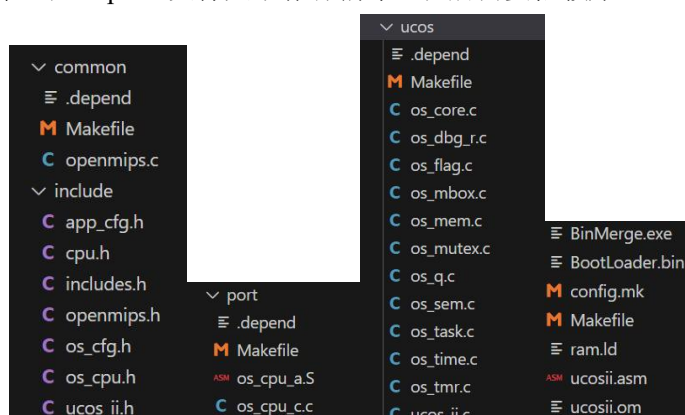 common
.depend
Makefile
openmips.c
include
app_cfg.h
cpu.h
includes.h
openmips.h
os_cfg.h
os_cpu.h
ucos_ii.h
port
.depend
Makefile
os_cpu_a.S
os_cpu_c.c
ucos
.depend
Makefile
os_core.c
os_dbg_r.c
os_flag.c
os_mbox.c
os_mem.c
os_mutex.c
os_q.c
os_sem.c
os_task.c
os_time.c
os_tmr.c
ucos_ii.c
BinMerge.exe
BootLoader.bin
config.mk
Makefile
ram.ld
ucosii.asm
ucosii.om